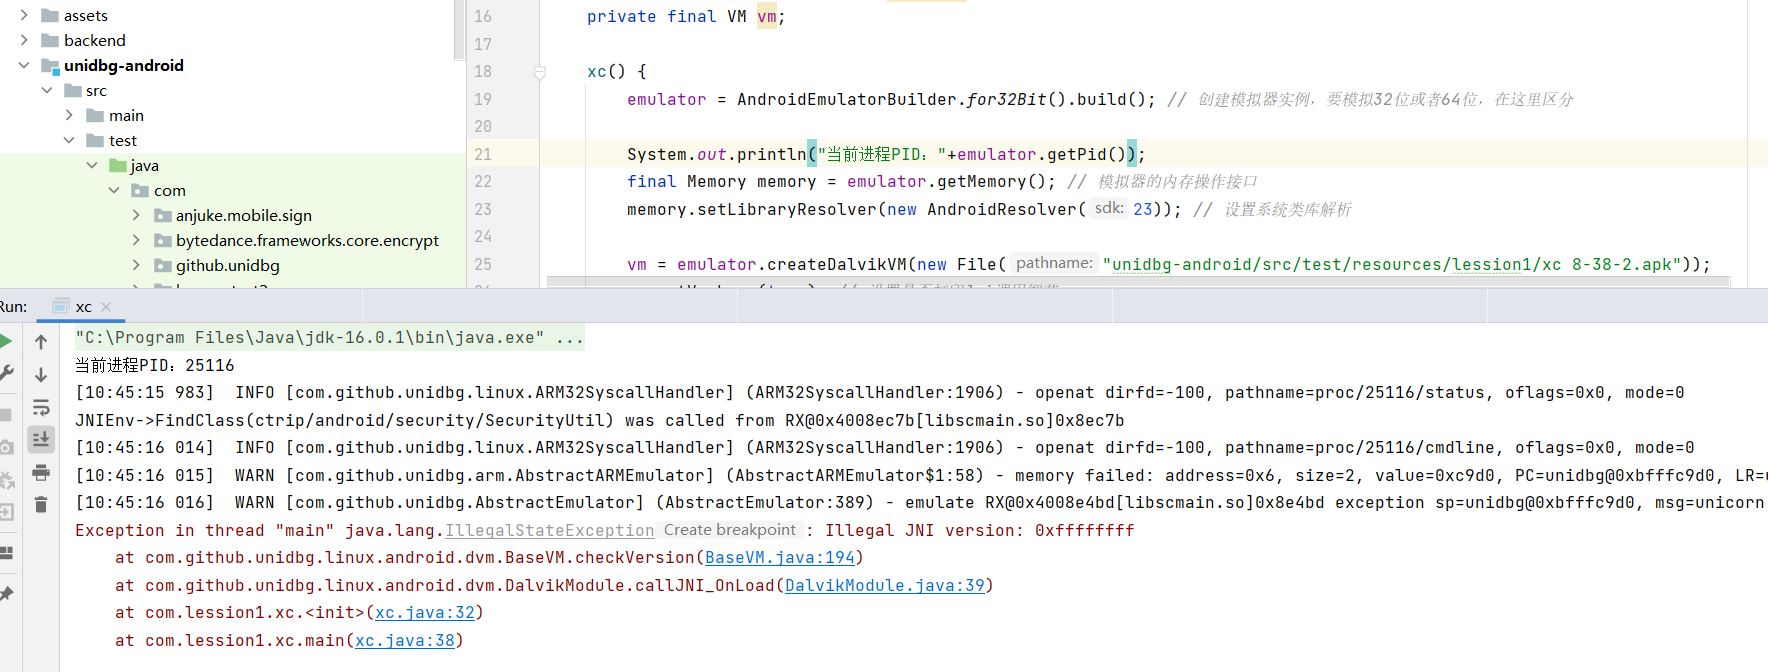 assets
backend
unidbg-android
src
main
test
java
com
anjuke.mobile.sign
bytedance.frameworks.core.encrypt
github.unidbg
16 private final VM vm;
17
18 xc() {
19 emulator = AndroidEmulatorBuilder.for32Bit().build(); // 创建模拟器实例，要模拟32位或者64位，在这里区分
20
21 System.out.println("当前进程PID: "+emulator.getPid());
22 final Memory memory = emulator.getMemory(); // 模拟器的内存操作接口
23 memory.setLibraryResolver(new AndroidResolver( sdk: 23)); // 设置系统类库解析
24
25 vm = emulator.createDalvikVM(new File( pathname: "unidbg-android/src/test/resources/lession1/xc 8-38-2.apk"));
Run: xc
"C:\Program Files\Java\jdk-16.0.1\bin\java.exe" ...
当前进程PID: 25116
[10:45:15 983]  INFO [com.github.unidbg.linux.ARM32SyscallHandler] (ARM32SyscallHandler:1906) - openat dirfd=-100, pathname=proc/25116/status, oflags=0x0, mode=0
JNIEnv->FindClass(ctrip/android/security/SecurityUtil) was called from RX@0x4008ec7b[libscmain.so]0x8ec7b
[10:45:16 014]  INFO [com.github.unidbg.linux.ARM32SyscallHandler] (ARM32SyscallHandler:1906) - openat dirfd=-100, pathname=proc/25116/cmdline, oflags=0x0, mode=0
[10:45:16 015]  WARN [com.github.unidbg.arm.AbstractARMEmulator] (AbstractARMEmulator$1:58) - memory failed: address=0x6, size=2, value=0xc9d0, PC=unidbg@0xbfffc9d0, LR=
[10:45:16 016]  WARN [com.github.unidbg.AbstractEmulator] (AbstractEmulator:389) - emulate RX@0x4008e4bd[libscmain.so]0x8e4bd exception sp=unidbg@0xbfffc9d0, msg=unicorn
Exception in thread "main" java.lang.IllegalStateException Create breakpoint : Illegal JNI version: 0xffffffff
at com.github.unidbg.linux.android.dvm.BaseVM.checkVersion(BaseVM.java:194)
at com.github.unidbg.linux.android.dvm.DalvikModule.callJNI_OnLoad(DalvikModule.java:39)
at com.lession1.xc.<init>(xc.java:32)
at com.lession1.xc.main(xc.java:38)